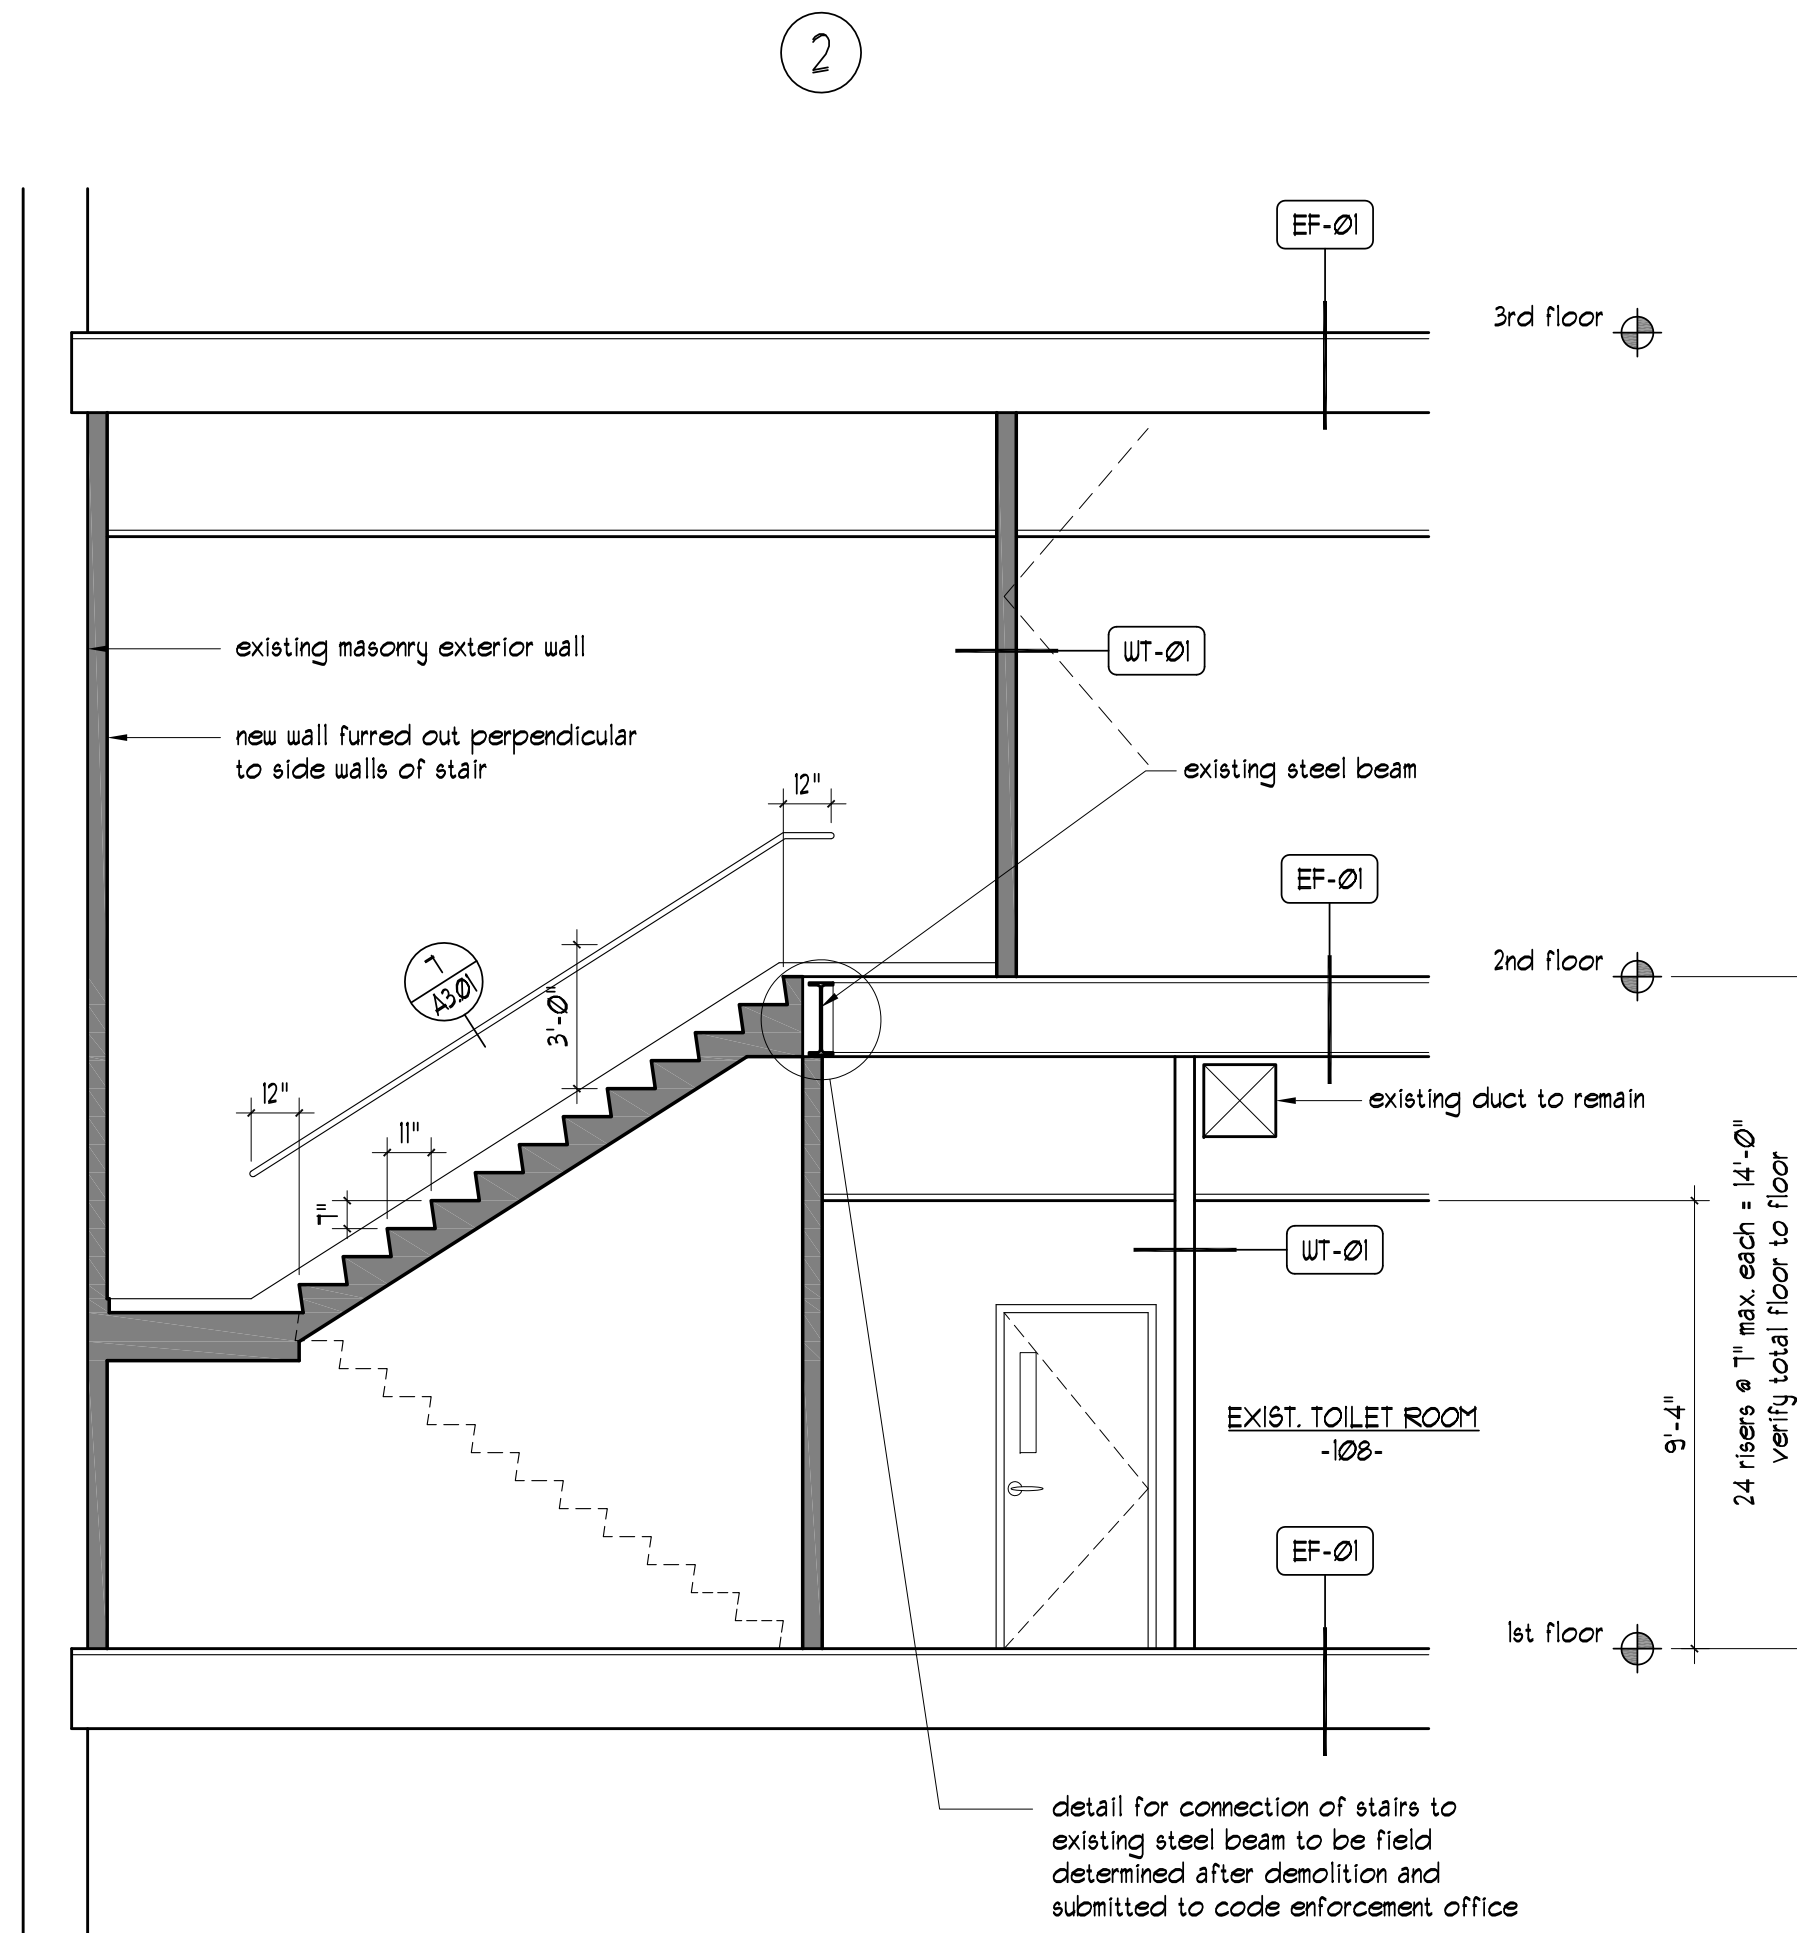 2
EF-Ø1
3rd floor
existing masonry exterior wall
WT-Ø1
new wall furred out perpendicular
to side walls of stair
existing steel beam
12"
EF-Ø1
2nd floor
7
A3.Ø1
3'-Ø"
12"
existing duct to remain
11"
7"
WT-Ø1
24 risers @ 7" max. each = 14'-Ø"
verify total floor to floor
9'-4"
EXIST. TOILET ROOM
-1Ø8-
EF-Ø1
1st floor
detail for connection of stairs to
existing steel beam to be field
determined after demolition and
submitted to code enforcement office